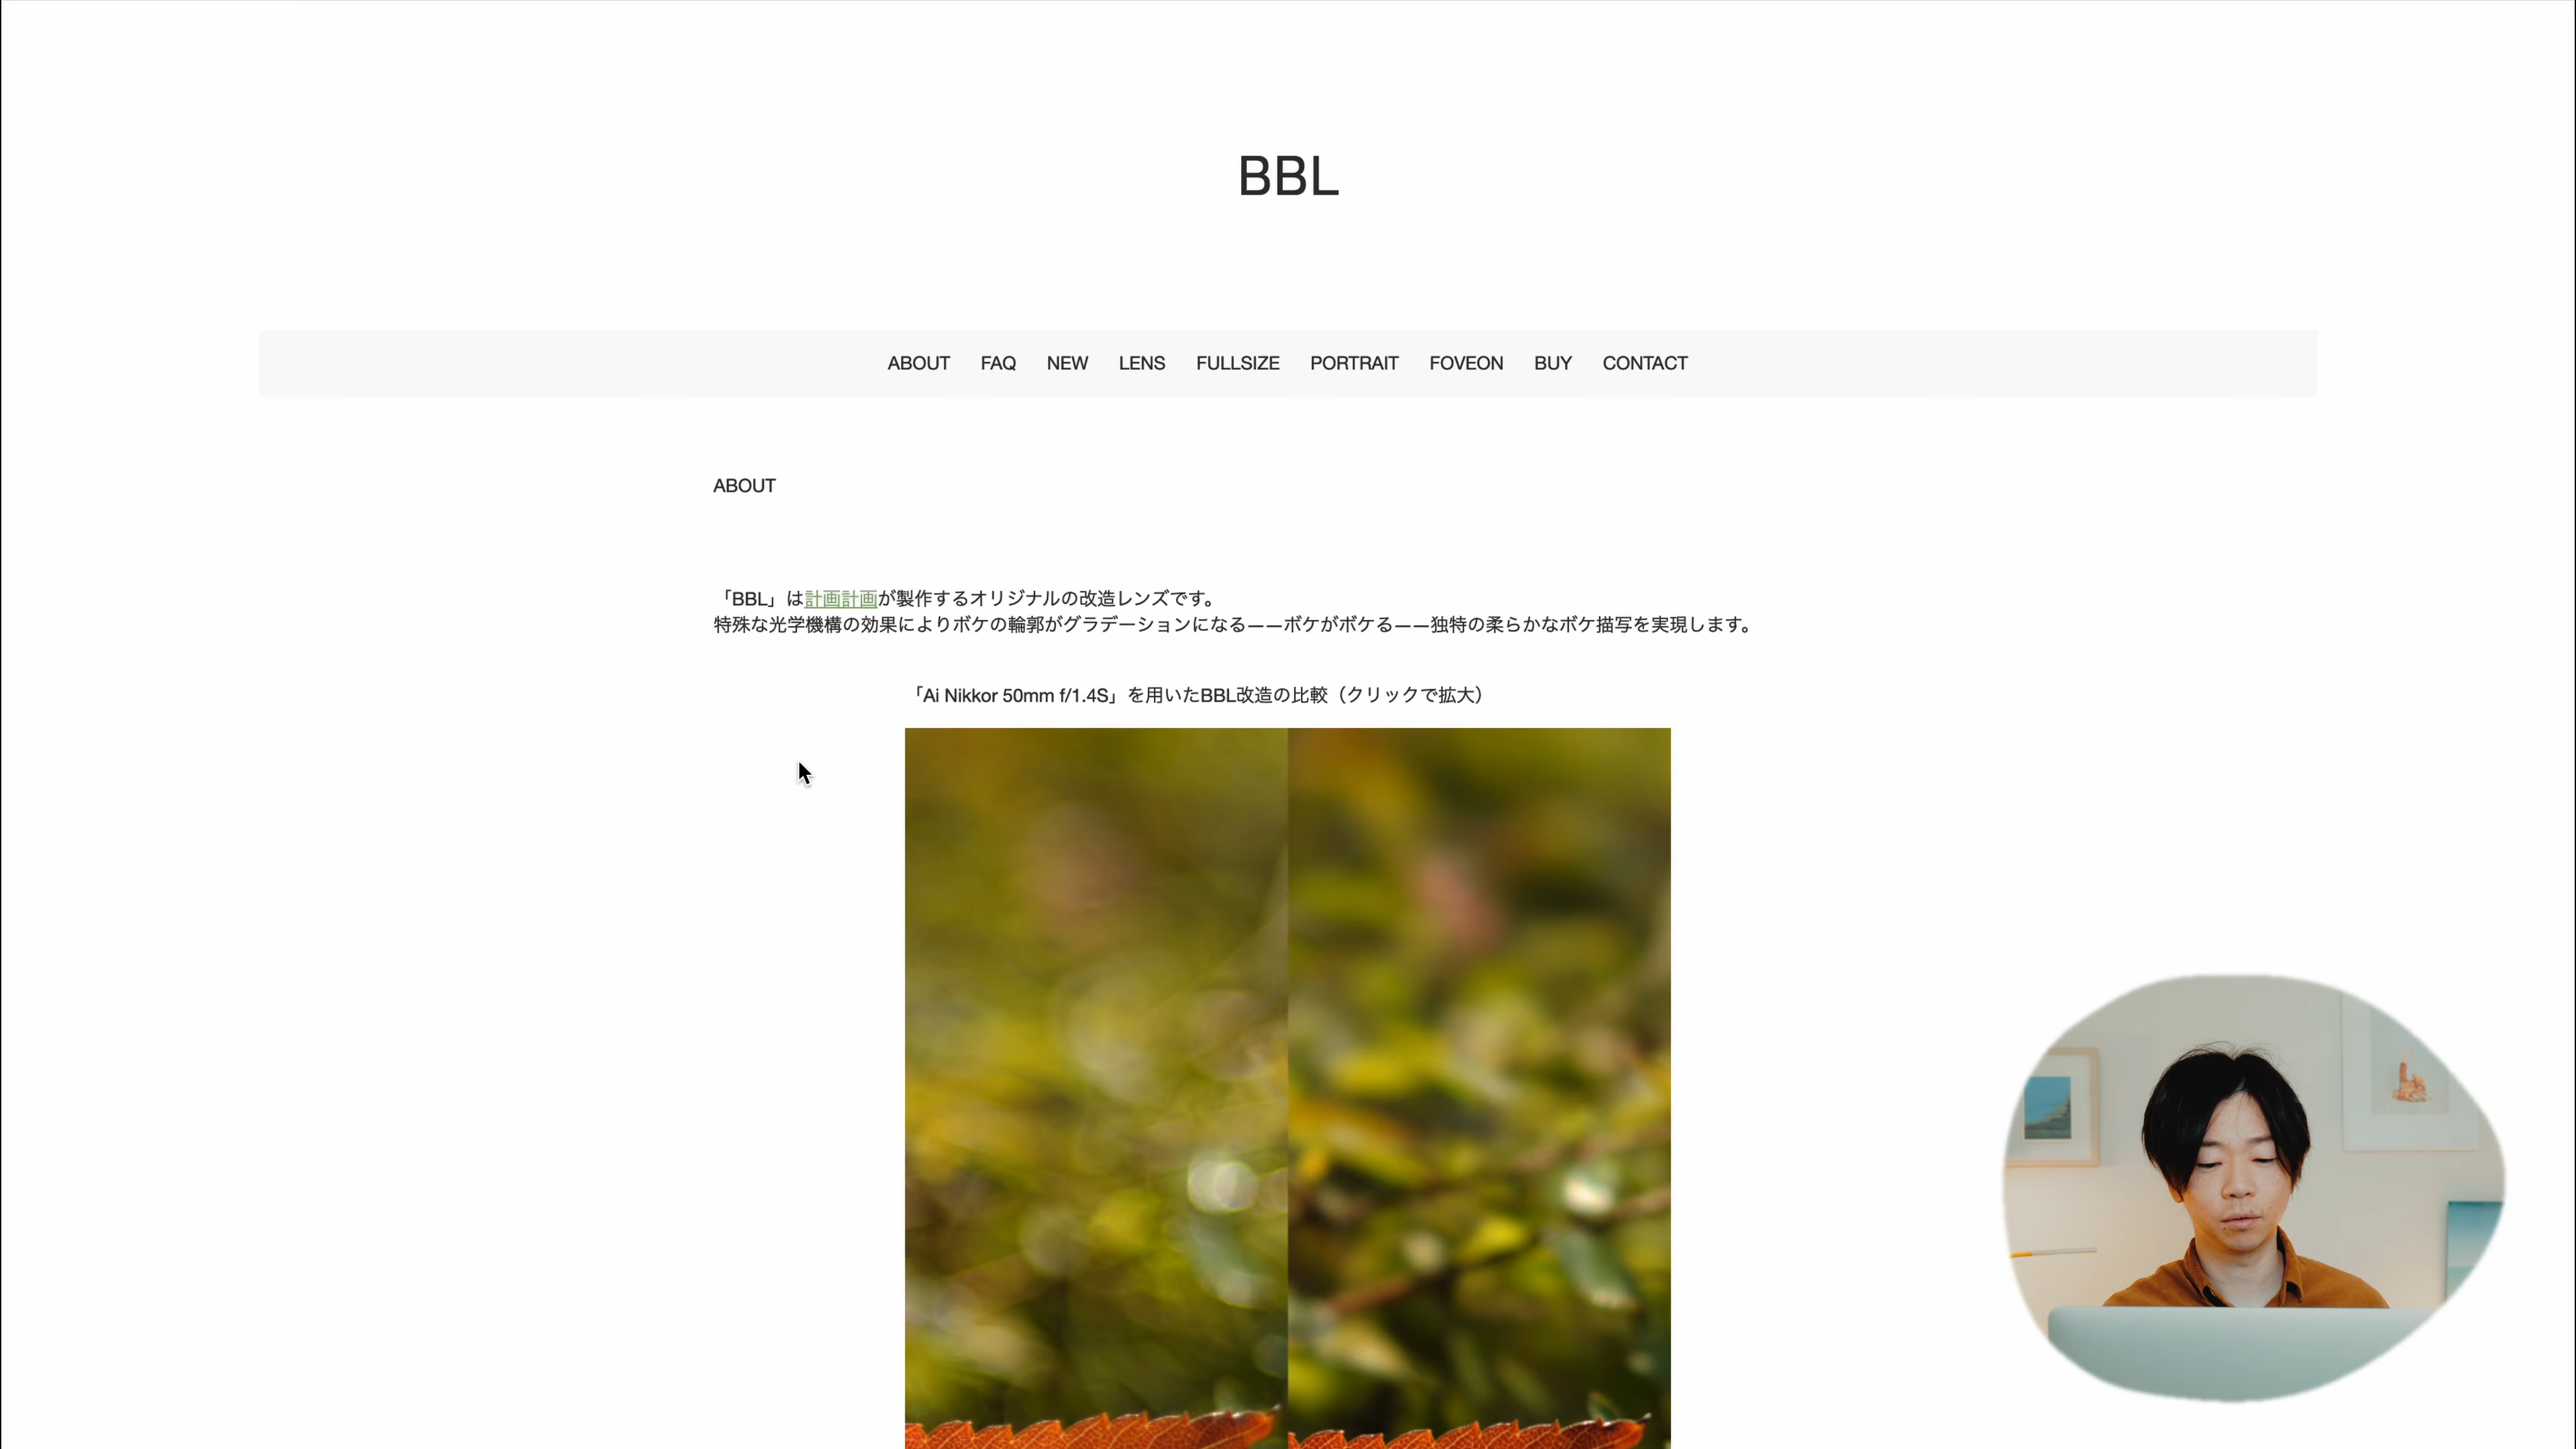 BBL
ABOUT FAQ NEW LENS FULLSIZE PORTRAIT FOVEON BUY CONTACT
ABOUT
「BBL」は計画計画が製作するオリジナルの改造レンズです。
特殊な光学機構の効果によりボケの輪郭がグラデーションになる——ボケがボケる——独特の柔らかなボケ描写を実現します。
「Ai Nikkor 50mm f/1.4S」を用いたBBL改造の比較（クリックで拡大）